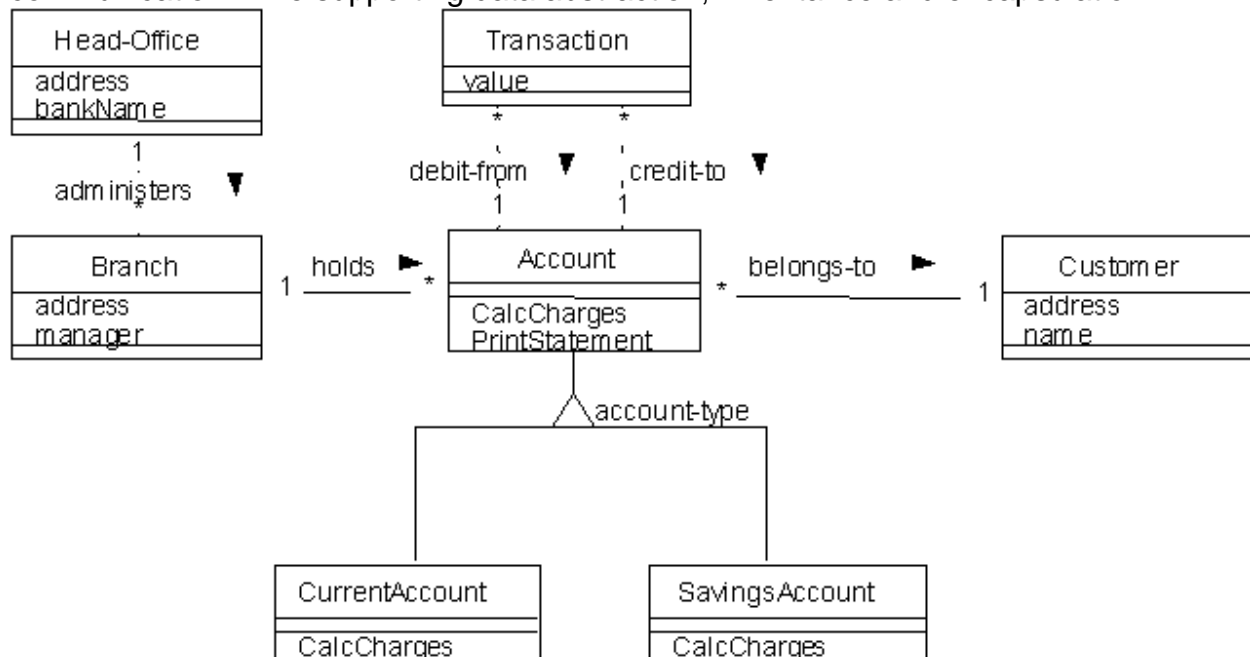 Head-Office
address
bankName
Transaction
value
1
administers
*
*
debit-from
1
*
credit-to
1
Branch
address
manager
1
holds
*
Account
CalcCharges
PrintStatement
*
belongs-to
1
Customer
address
name
account-type
CurrentAccount
CalcCharges
SavingsAccount
CalcCharges